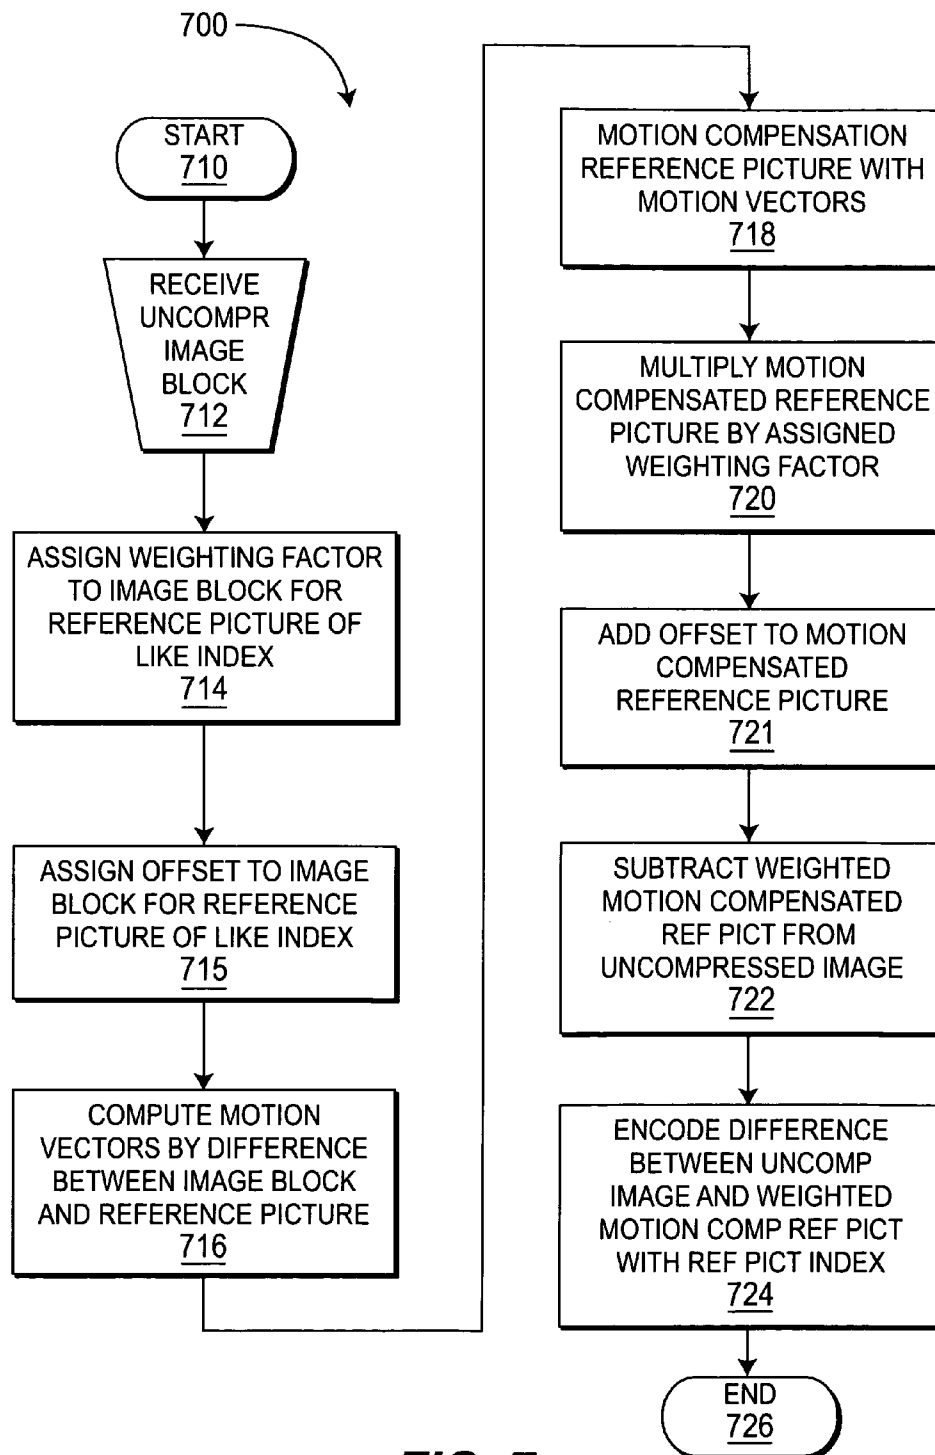 700
START
710
RECEIVE
UNCOMPR
IMAGE
BLOCK
712
ASSIGN WEIGHTING FACTOR
TO IMAGE BLOCK FOR
REFERENCE PICTURE OF
LIKE INDEX
714
ASSIGN OFFSET TO IMAGE
BLOCK FOR REFERENCE
PICTURE OF LIKE INDEX
715
COMPUTE MOTION
VECTORS BY DIFFERENCE
BETWEEN IMAGE BLOCK
AND REFERENCE PICTURE
716
MOTION COMPENSATION
REFERENCE PICTURE WITH
MOTION VECTORS
718
MULTIPLY MOTION
COMPENSATED REFERENCE
PICTURE BY ASSIGNED
WEIGHTING FACTOR
720
ADD OFFSET TO MOTION
COMPENSATED
REFERENCE PICTURE
721
SUBTRACT WEIGHTED
MOTION COMPENSATED
REF PICT FROM
UNCOMPRESSED IMAGE
722
ENCODE DIFFERENCE
BETWEEN UNCOMP
IMAGE AND WEIGHTED
MOTION COMP REF PICT
WITH REF PICT INDEX
724
END
726